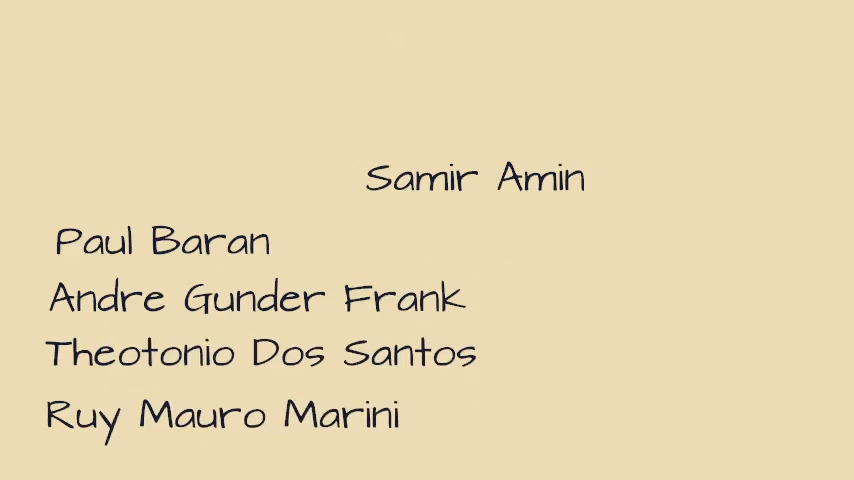 Samir Amin
Paul Baran
Andre Gunder Frank
Theotonio Dos Santos
Ruy Mauro Marini